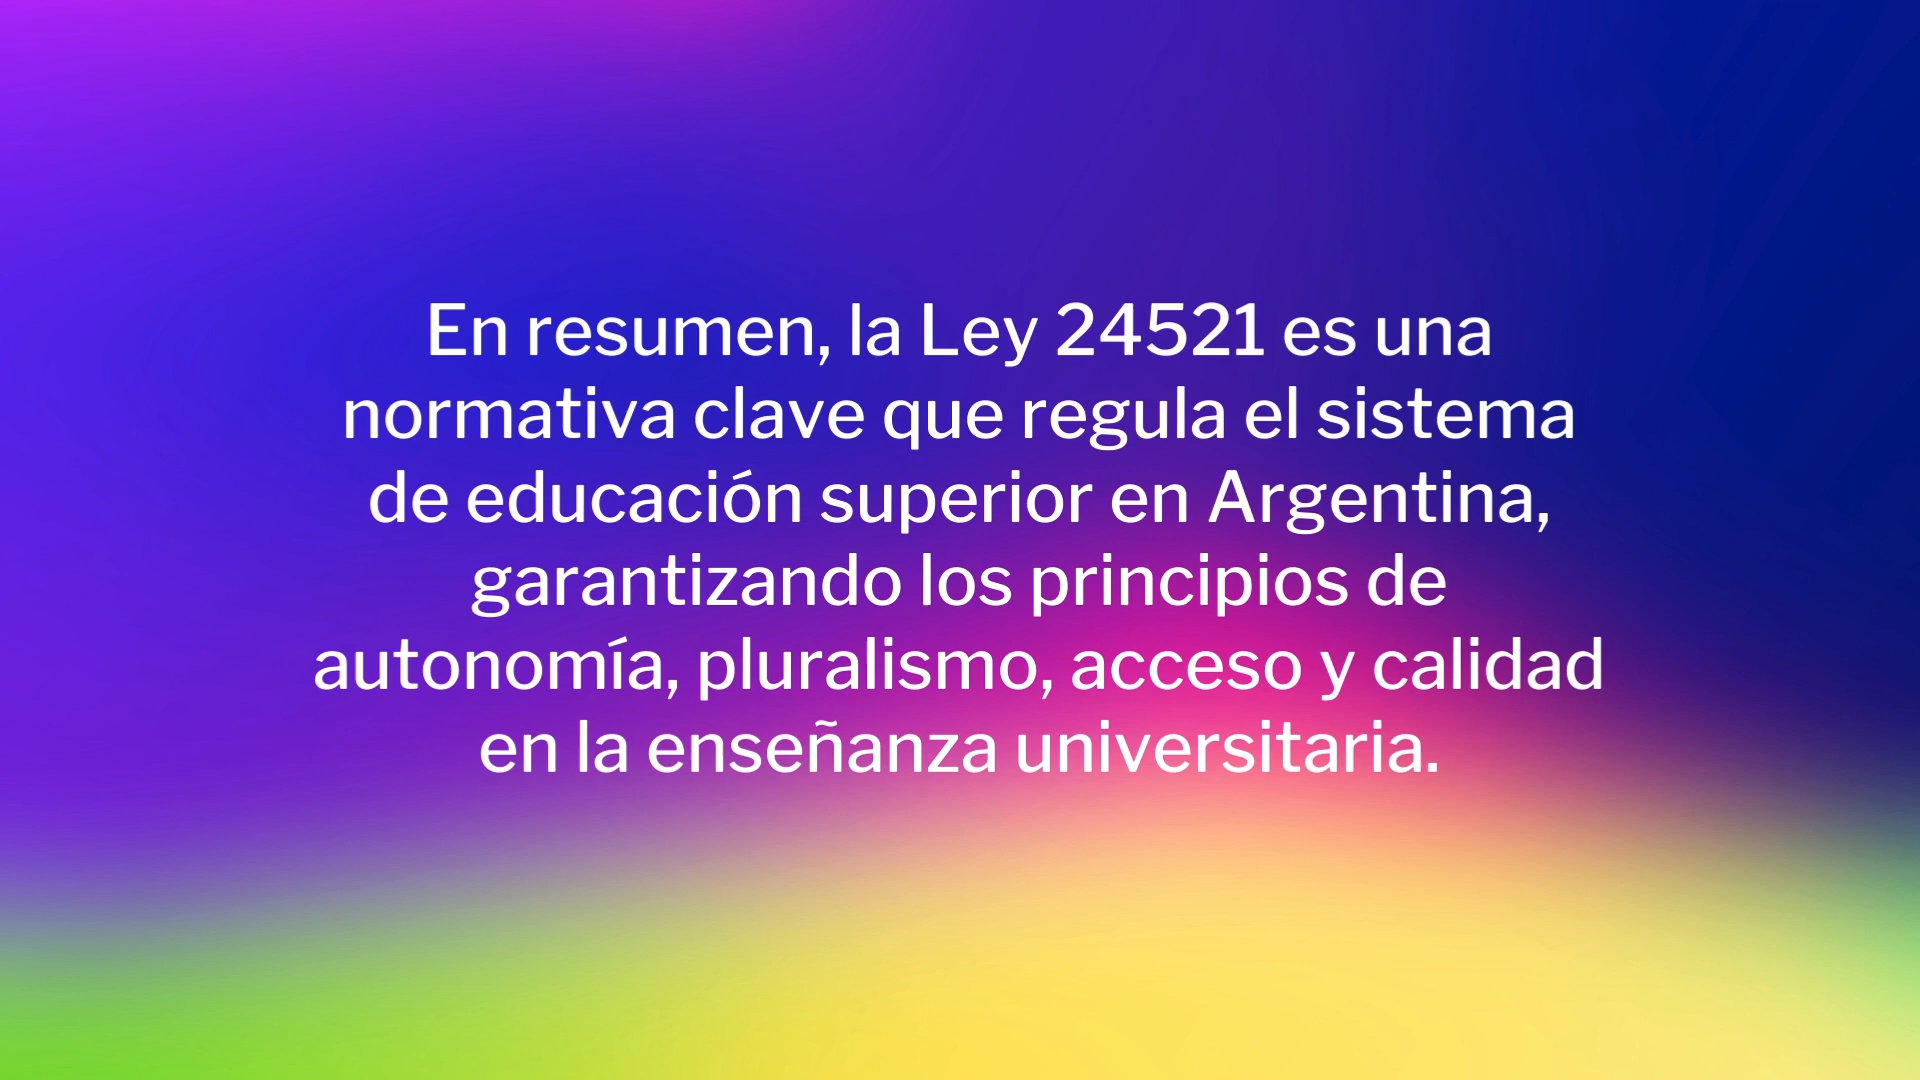 En resumen, la Ley 24521 es una
normativa clave que regula el sistema
de educación superior en Argentina,
garantizando los principios de
autonomía, pluralismo, acceso y calidad
en la enseñanza universitaria.